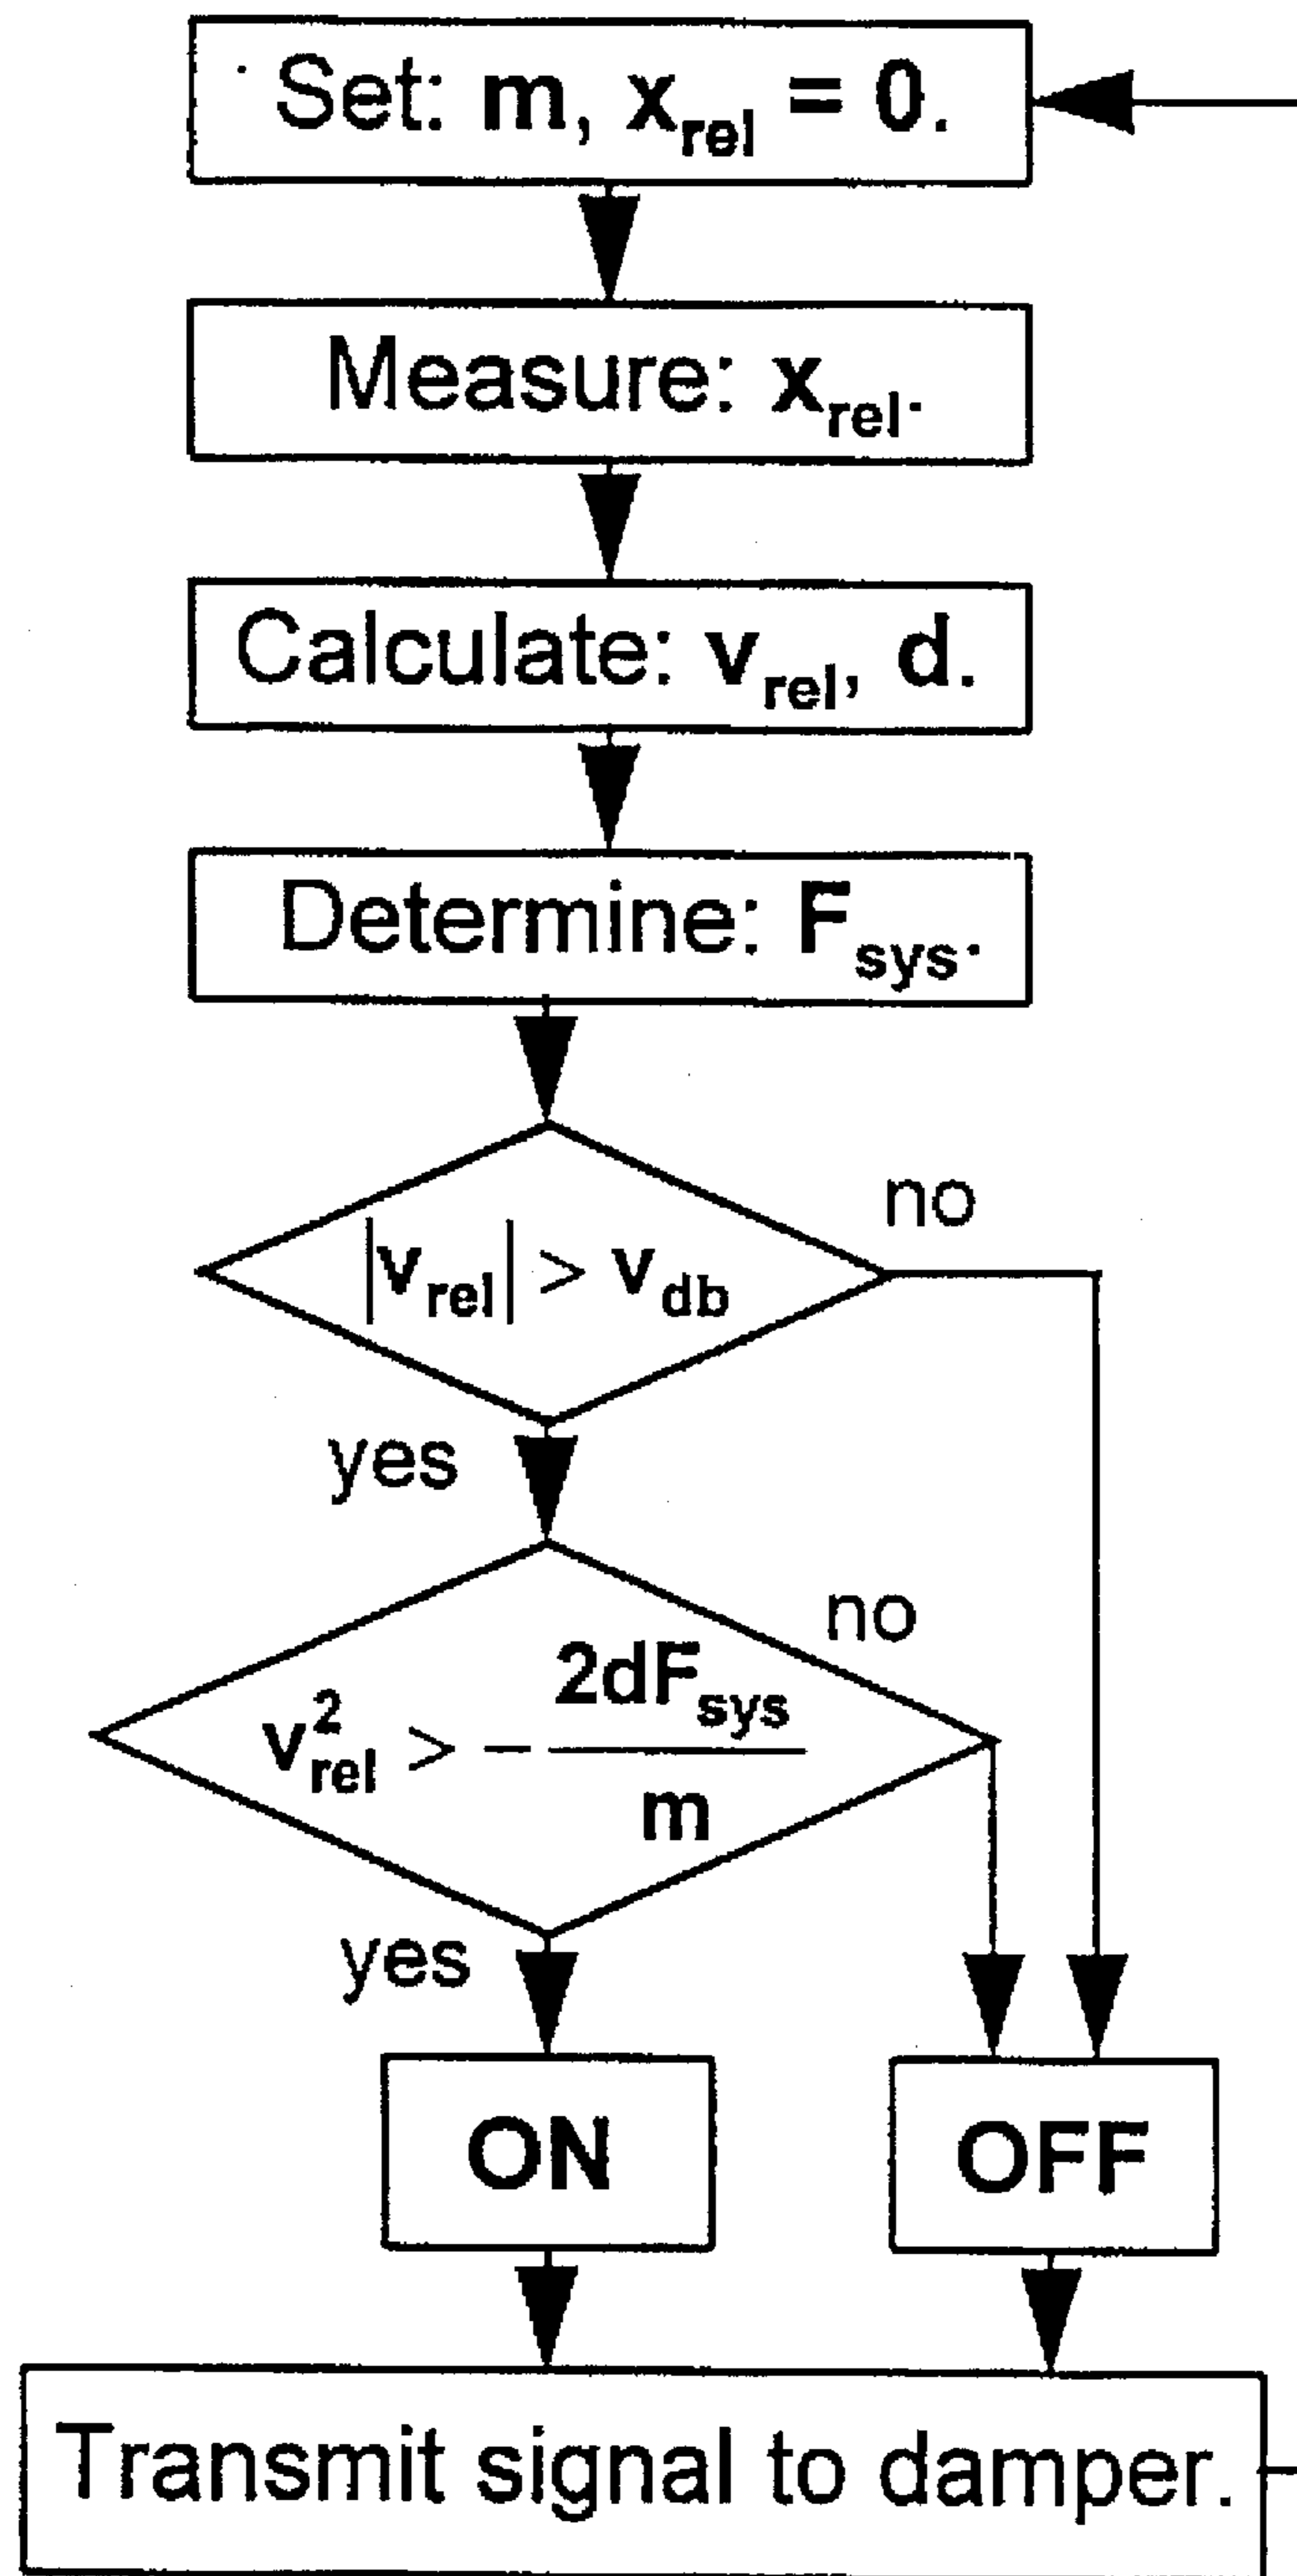 Set: m, x_rel = 0.
Measure: x_rel.
Calculate: v_rel, d.
Determine: F_sys.
|v_rel| > v_db
no
yes
v_rel^2 > - 2dF_sys / m
no
yes
ON
OFF
Transmit signal to damper.